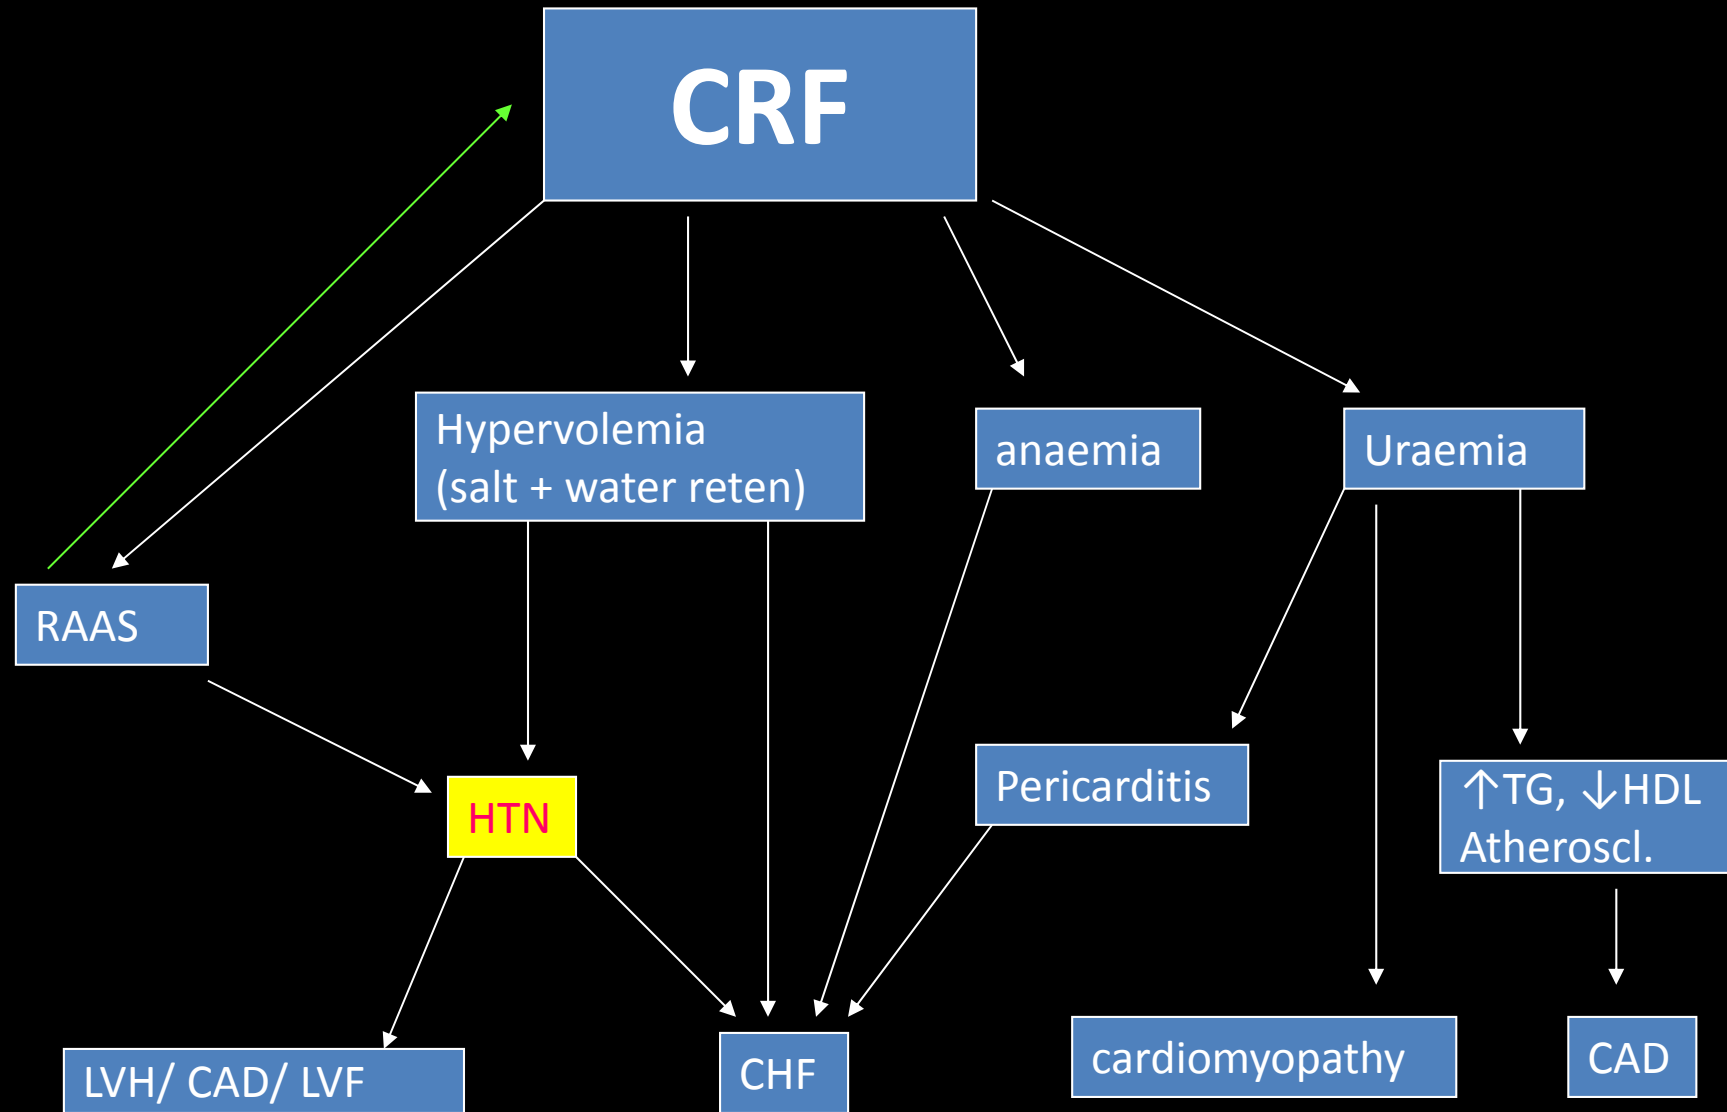 CRF
Hypervolemia
(salt + water reten)
anaemia
Uraemia
RAAS
HTN
Pericarditis
↑TG, ↓HDL
Atheroscl.
LVH/ CAD/ LVF
CHF
cardiomyopathy
CAD